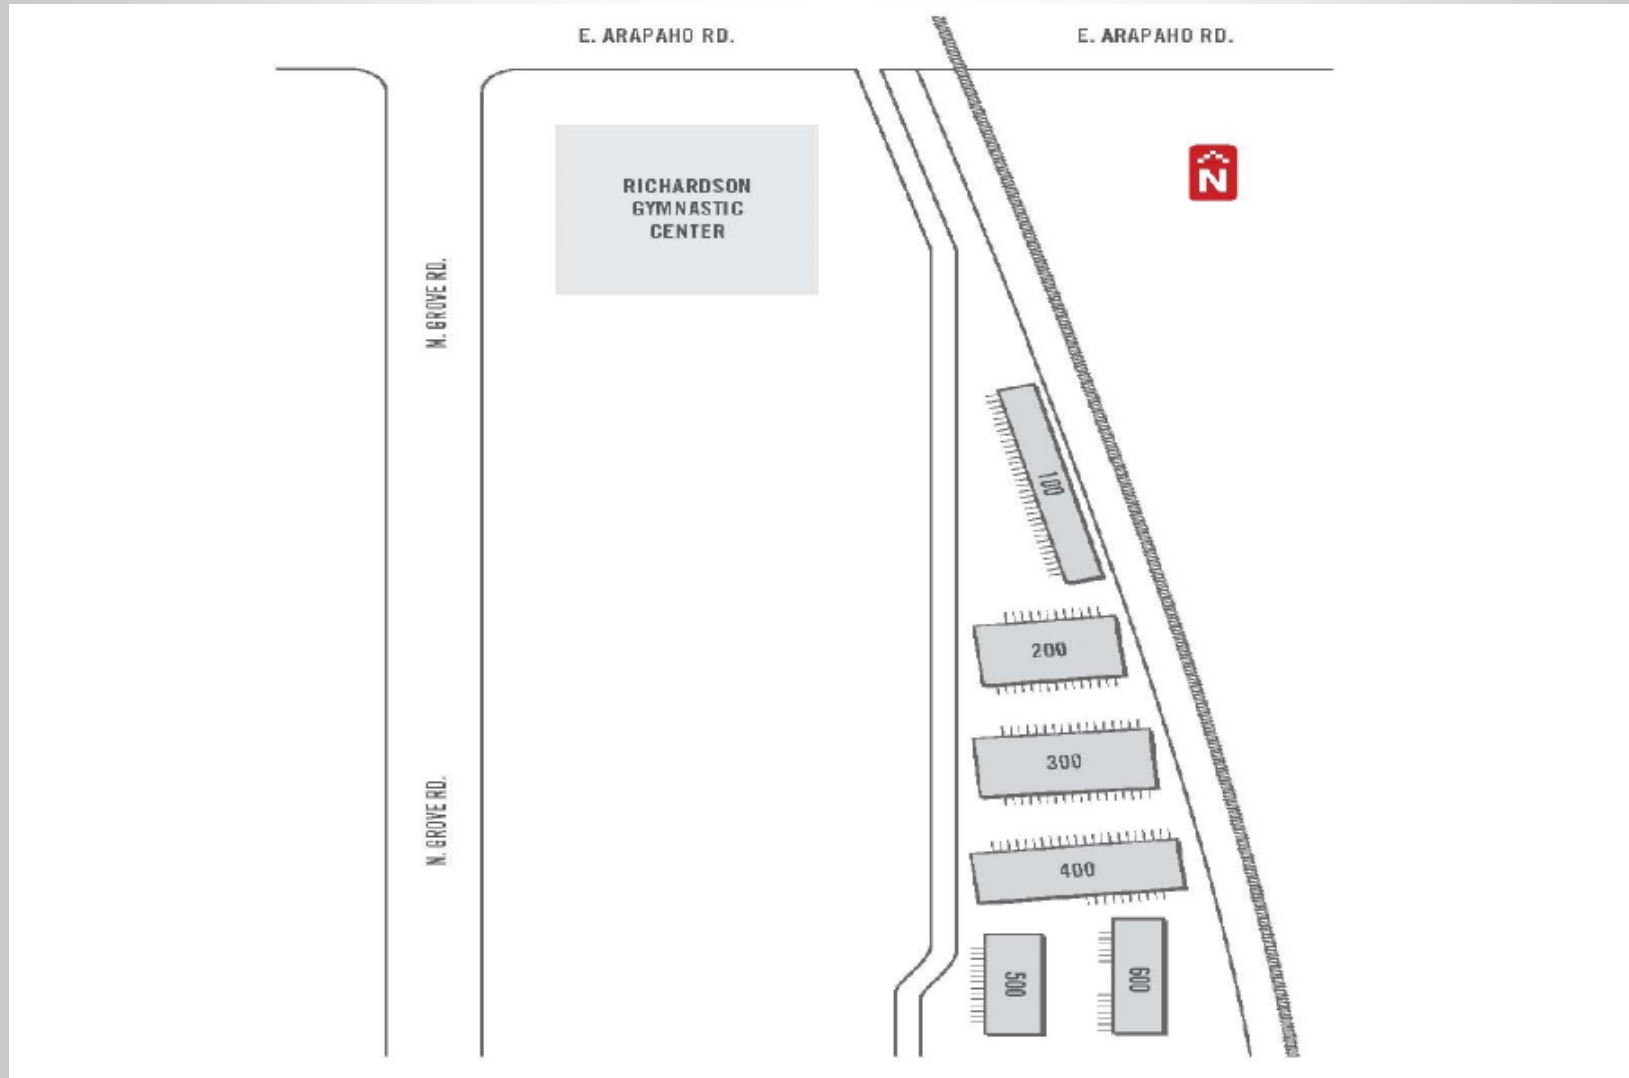 E. ARAPAHO RD.
E. ARAPAHO RD.
N
RICHARDSON
GYMNASTIC
CENTER
N. GROVE RD.
100
200
300
N. GROVE RD.
400
500
600